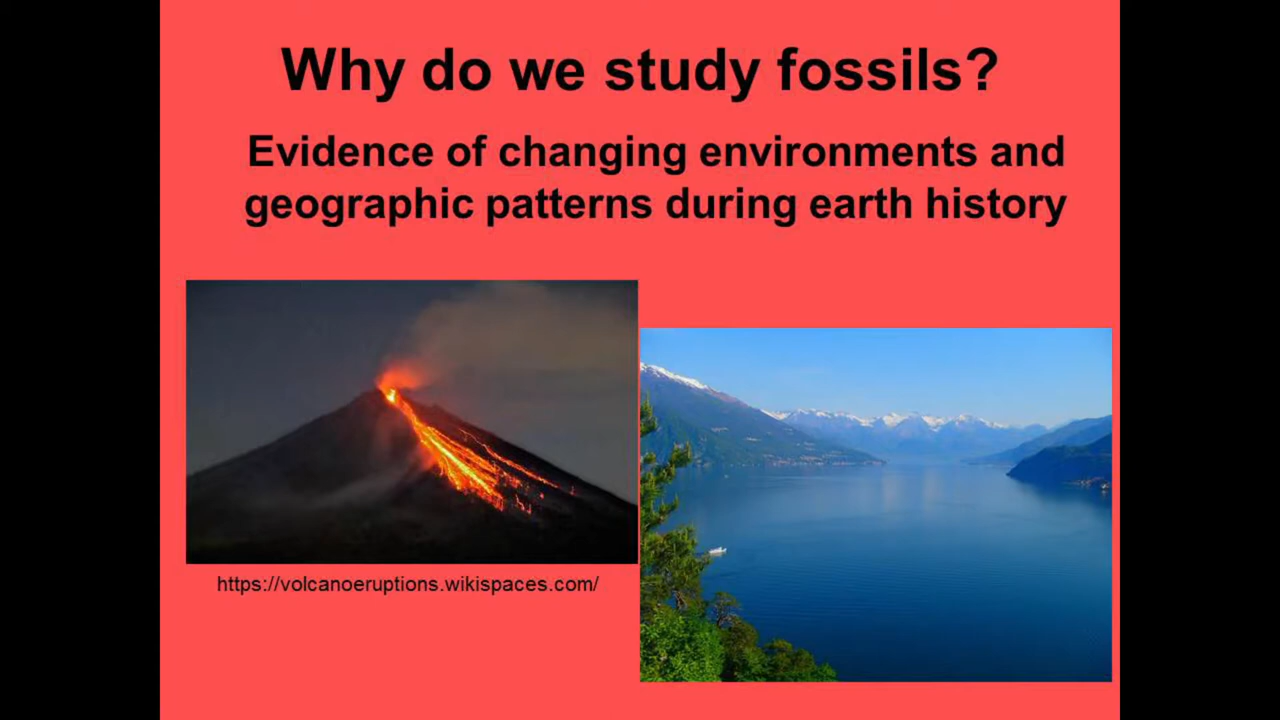 Why do we study fossils?
Evidence of changing environments and
geographic patterns during earth history
https://volcanoeruptions.wikispaces.com/